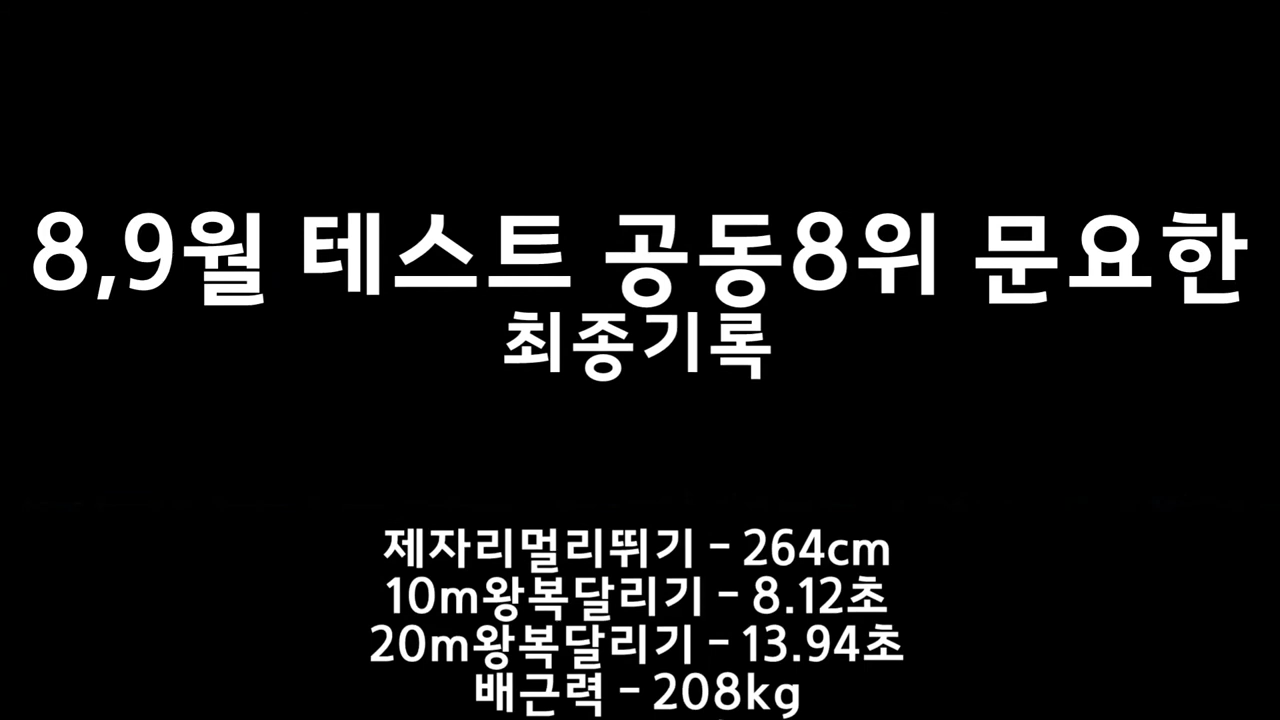 8,9월 테스트 공동8위 문요한
최종기록
제자리멀리뛰기 - 264cm
10m왕복달리기 - 8.12초
20m왕복달리기 - 13.94초
배근력 - 208kg